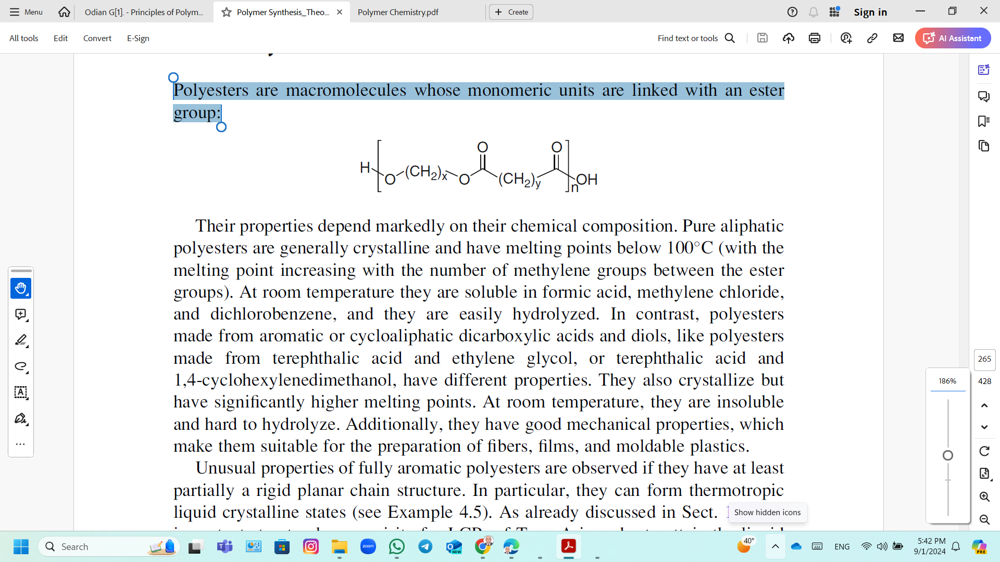 Menu
Odian G[1]. - Principles of Polym...
Polymer Synthesis_Theo...
Polymer Chemistry.pdf
Create
Sign in
All tools
Edit
Convert
E-Sign
Find text or tools
AI Assistant
Polyesters are macromolecules whose monomeric units are linked with an ester
group:
O O
H O (CH2)x O (CH2)y n OH
Their properties depend markedly on their chemical composition. Pure aliphatic
polyesters are generally crystalline and have melting points below 100°C (with the
melting point increasing with the number of methylene groups between the ester
groups). At room temperature they are soluble in formic acid, methylene chloride,
and dichlorobenzene, and they are easily hydrolyzed. In contrast, polyesters
made from aromatic or cycloaliphatic dicarboxylic acids and diols, like polyesters
made from terephthalic acid and ethylene glycol, or terephthalic acid and
1,4-cyclohexylenedimethanol, have different properties. They also crystallize but
have significantly higher melting points. At room temperature, they are insoluble
and hard to hydrolyze. Additionally, they have good mechanical properties, which
make them suitable for the preparation of fibers, films, and moldable plastics.
Unusual properties of fully aromatic polyesters are observed if they have at least
partially a rigid planar chain structure. In particular, they can form thermotropic
liquid crystalline states (see Example 4.5). As already discussed in Sect.
Show hidden icons
265
428
186%
Search
zoom
NEW
40°
ENG
5:42 PM
9/1/2024
PRE